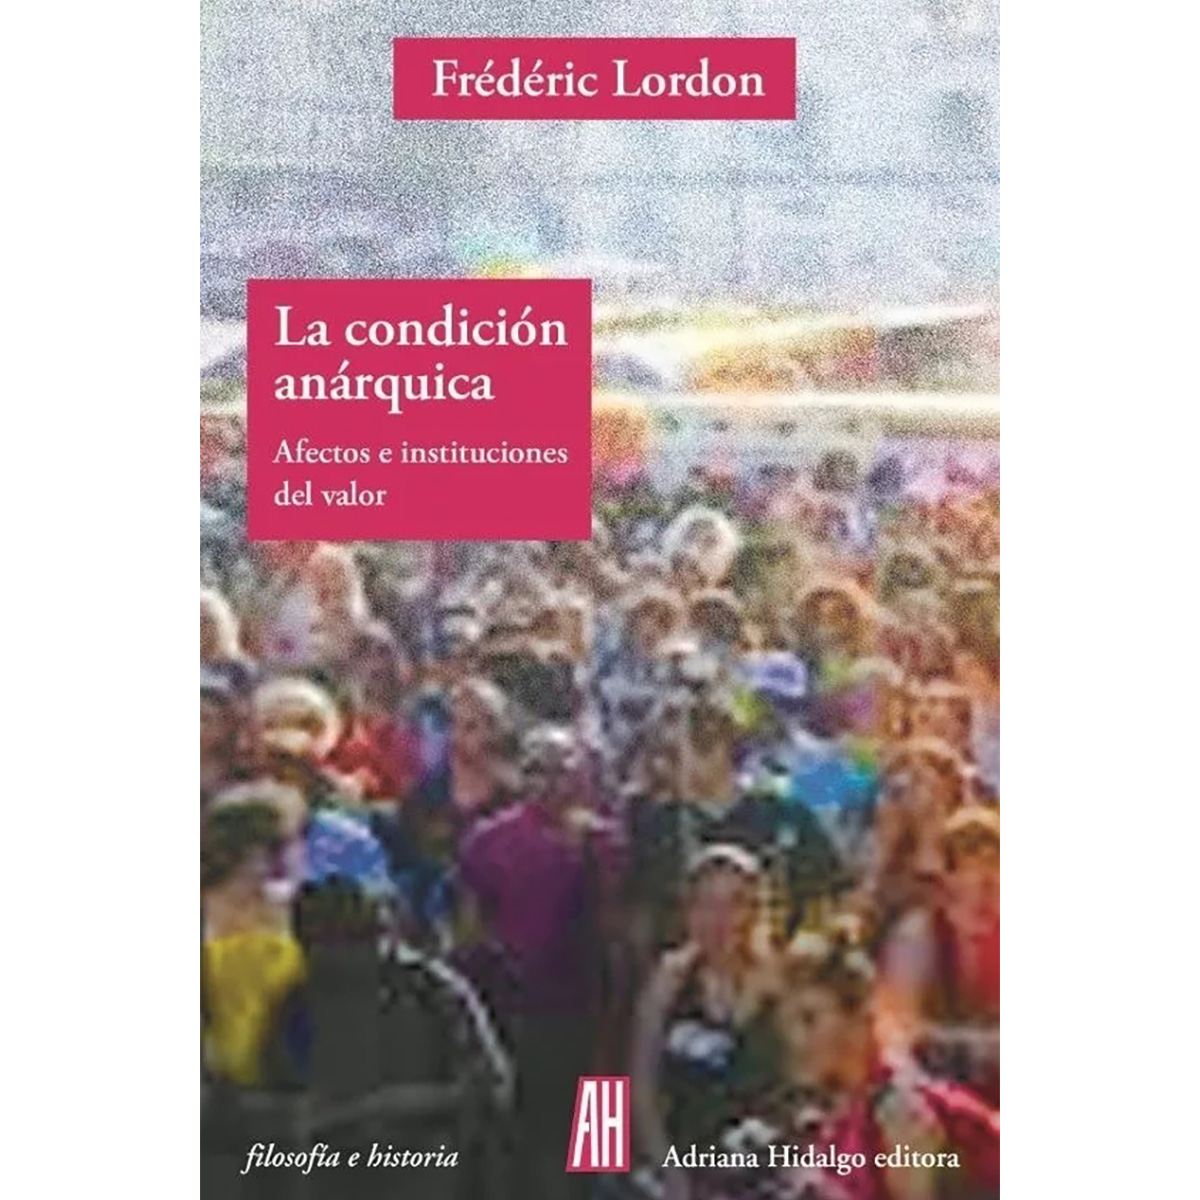 Frédéric Lordon
La condición
anárquica
Afectos e instituciones
del valor
filosofía e historia
AH
Adriana Hidalgo editora